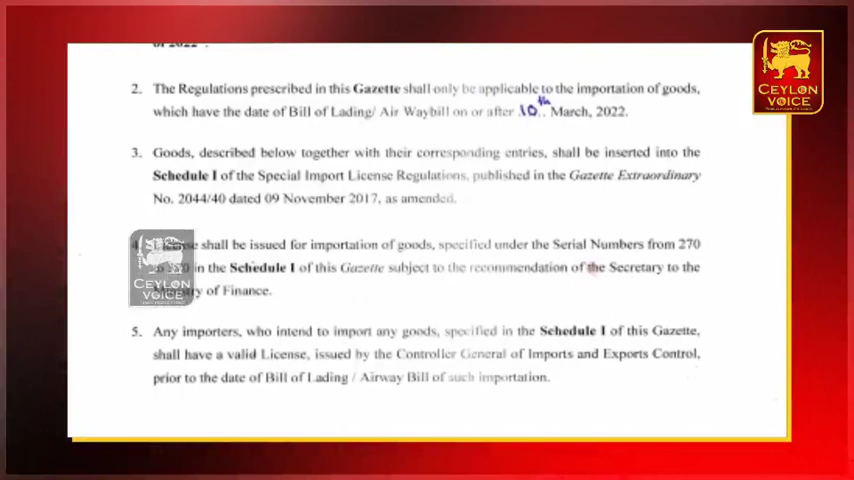 of 2022 .
2. The Regulations prescribed in this Gazette shall only be applicable to the importation of goods,
which have the date of Bill of Lading/ Air Waybill on or after 10th.. March, 2022.
3. Goods, described below together with their corresponding entries, shall be inserted into the
Schedule I of the Special Import License Regulations, published in the Gazette Extraordinary
No. 2044/40 dated 09 November 2017, as amended.
shall be issued for importation of goods, specified under the Serial Numbers from 270
in the Schedule I of this Gazette subject to the recommendation of the Secretary to the
of Finance.
5. Any importers, who intend to import any goods, specified in the Schedule I of this Gazette,
shall have a valid License, issued by the Controller General of Imports and Exports Control,
prior to the date of Bill of Lading / Airway Bill of such importation.
CEYLON
VOICE
CEYLON
VOICE